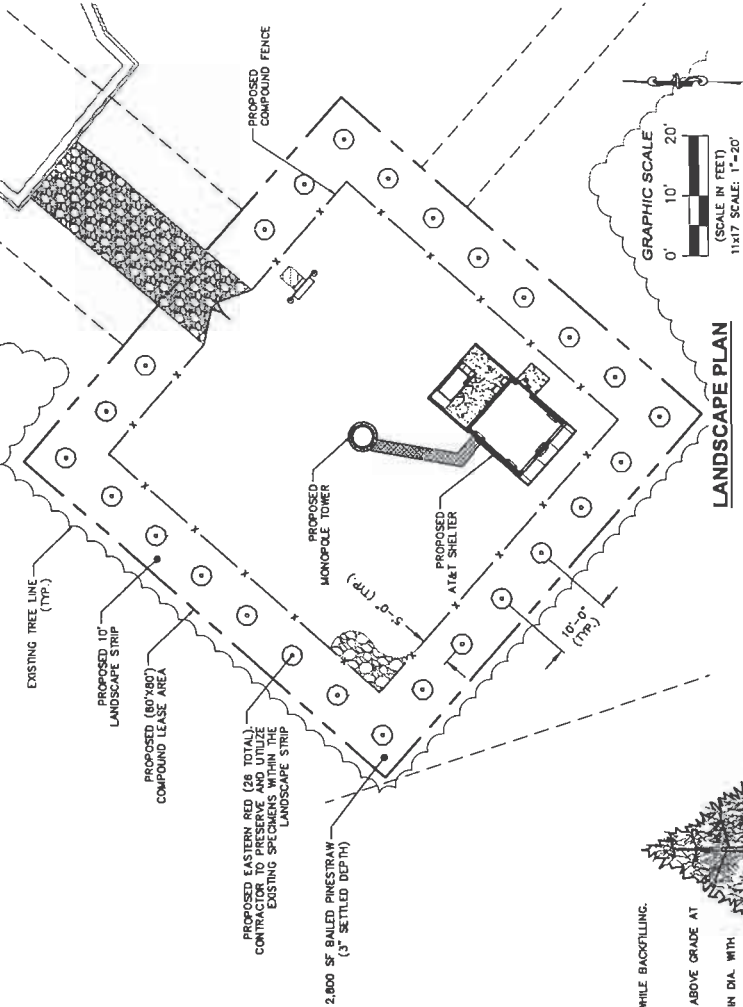 EXISTING TREE LINE
(TYP.)
PROPOSED 10'
LANDSCAPE STRIP
PROPOSED (80'X80')
COMPOUND LEASE AREA
PROPOSED EASTERN RED (26 TOTAL).
CONTRACTOR TO PRESERVE AND UTILIZE
EXISTING SPECIMENS WITHIN THE
LANDSCAPE STRIP
2,800 SF BAILED PINESTRAW
(3" SETTLED DEPTH)
PROPOSED
COMPOUND FENCE
PROPOSED
MONOPOLE TOWER
PROPOSED
AT&T SHELTER
5'-0" (TYP.)
10'-0"
(TYP.)
GRAPHIC SCALE
0' 10' 20'
(SCALE IN FEET)
11x17 SCALE: 1"=20'
LANDSCAPE PLAN
WHILE BACKFILLING.
ABOVE GRADE AT
IN DIA. WITH